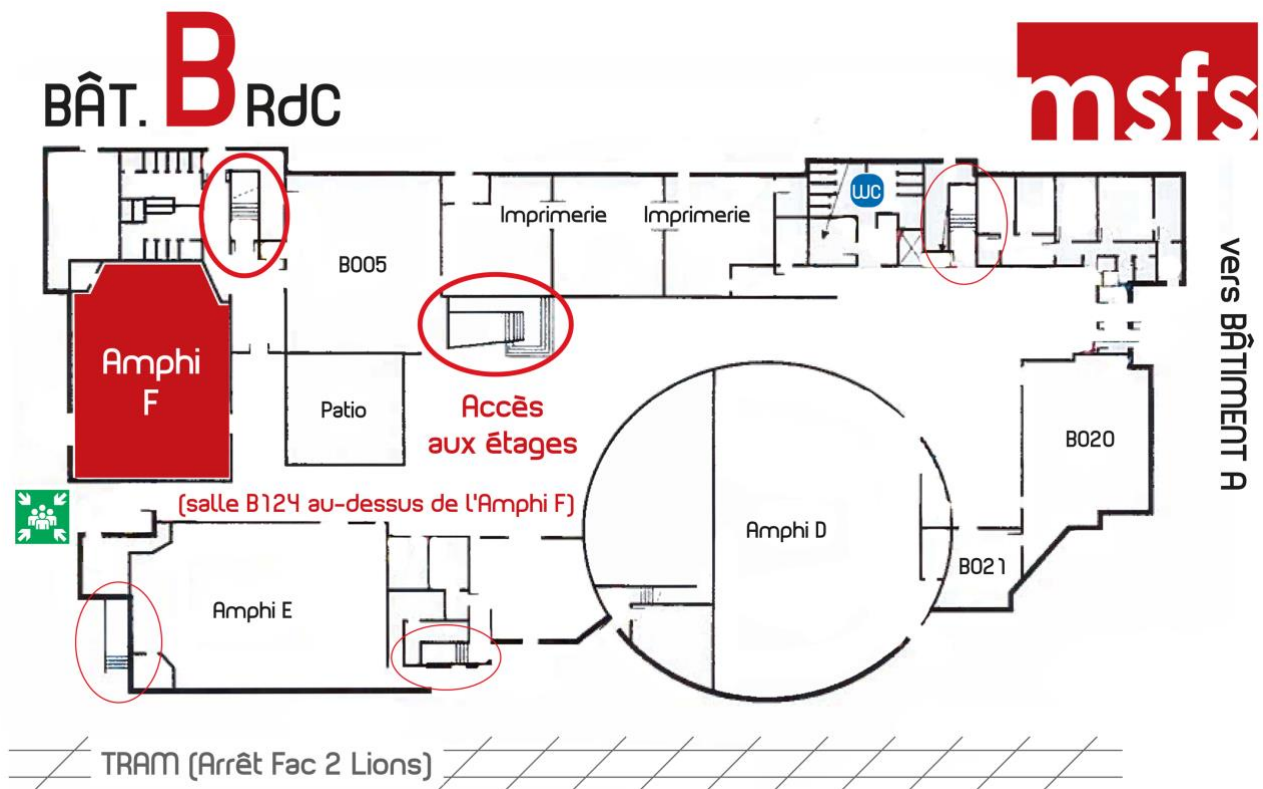 BÂT. B RdC
msfs
WC
Imprimerie
Imprimerie
B005
vers BÂTIMENT A
Amphi
F
Patio
Accès
aux étages
B020
(salle B124 au-dessus de l'Amphi F)
Amphi D
B021
Amphi E
TRAM (Arrêt Fac 2 Lions)